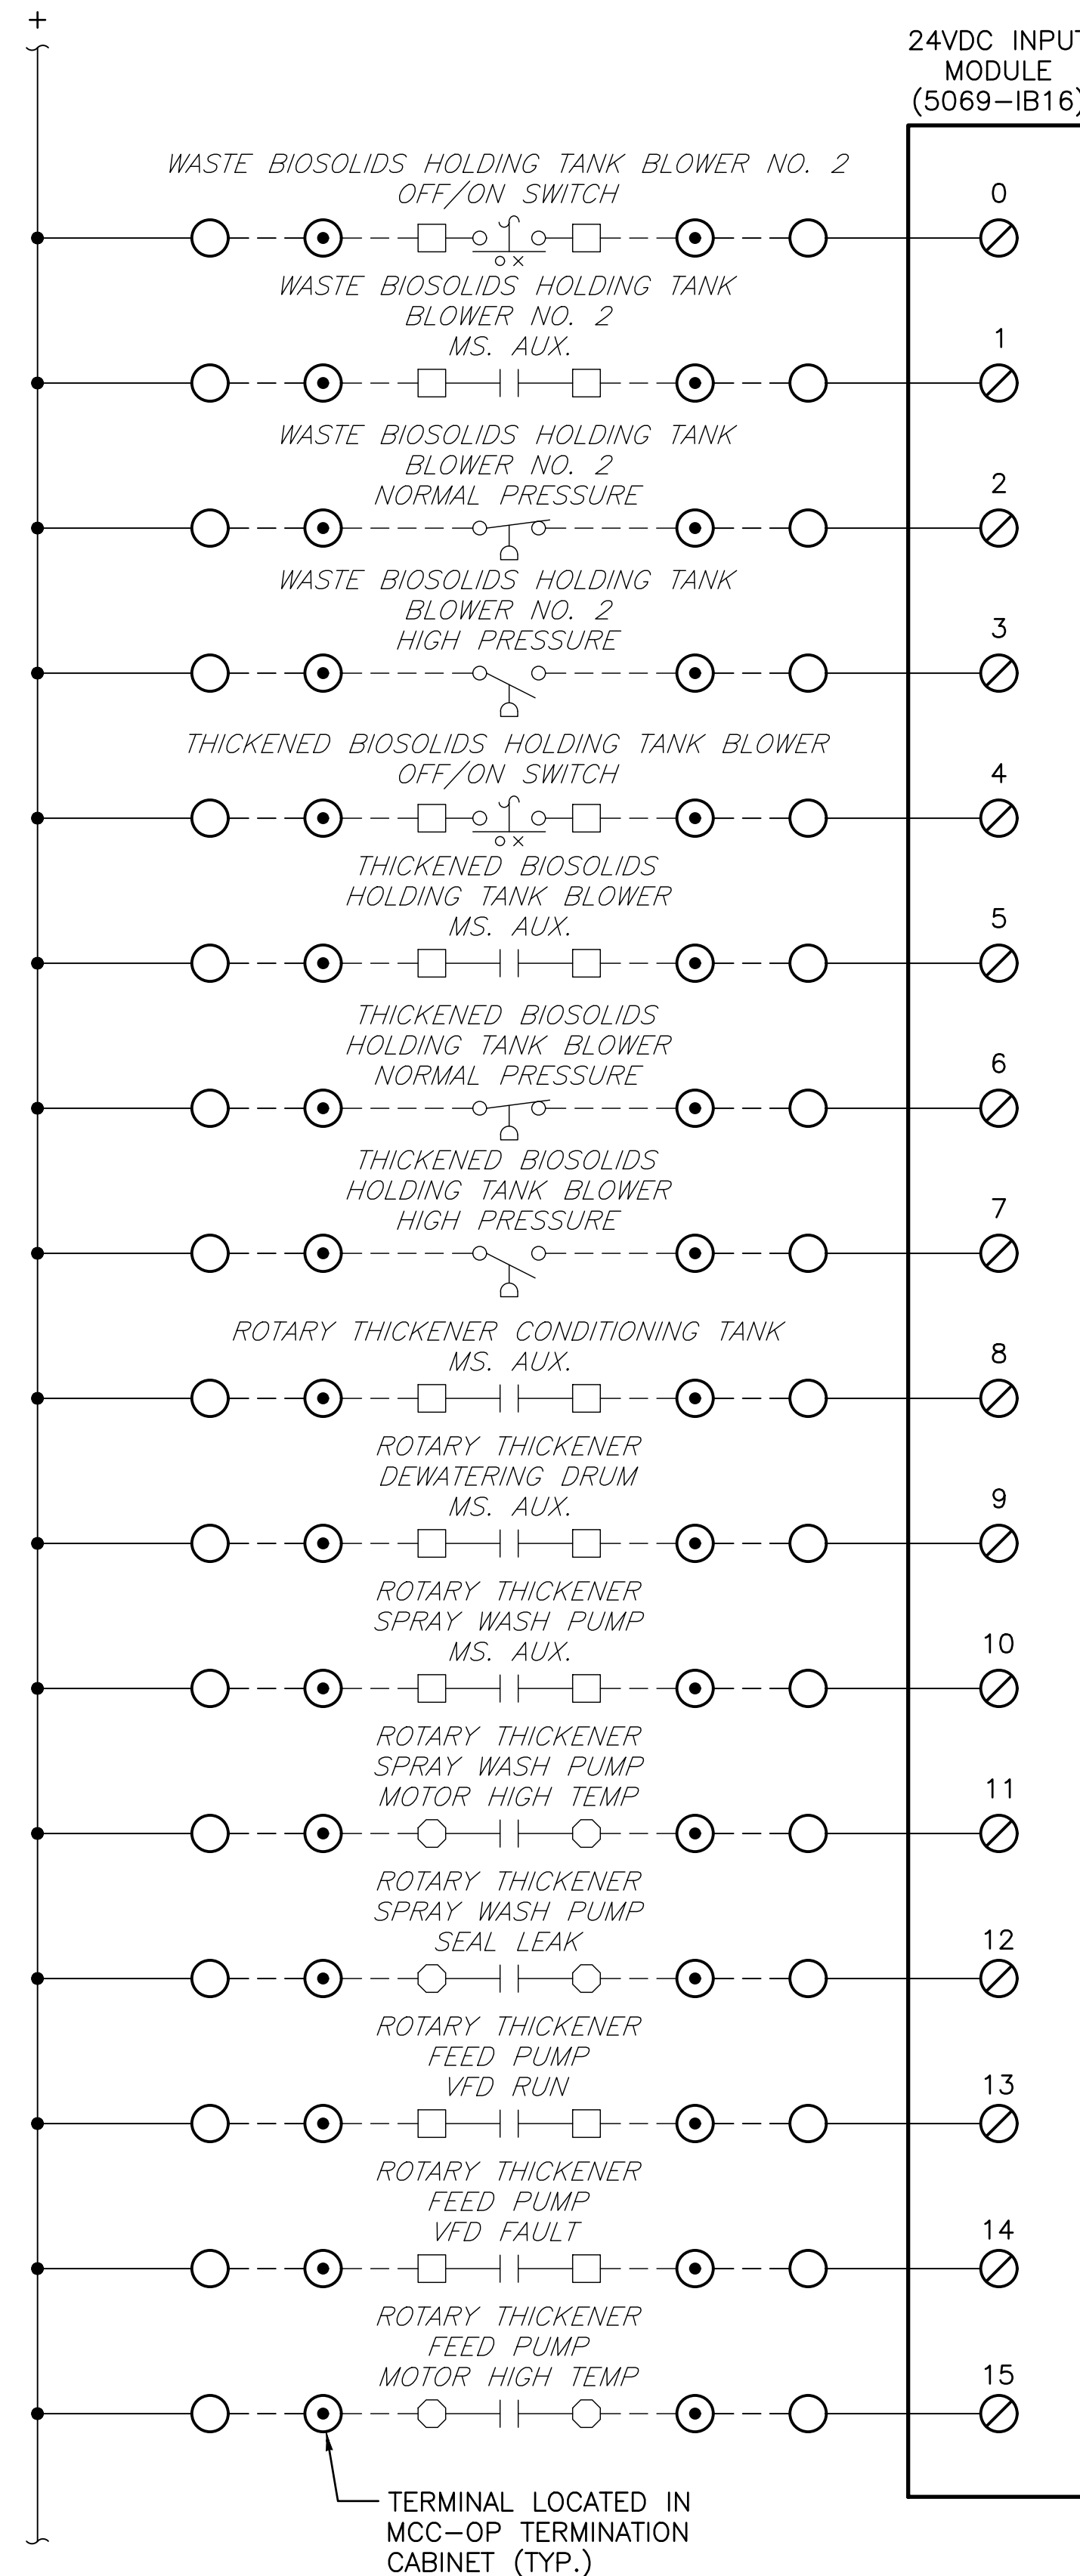 +
24VDC INPUT
MODULE
(5069-IB16)
WASTE BIOSOLIDS HOLDING TANK BLOWER NO. 2
OFF/ON SWITCH
0
WASTE BIOSOLIDS HOLDING TANK
BLOWER NO. 2
MS. AUX.
1
WASTE BIOSOLIDS HOLDING TANK
BLOWER NO. 2
NORMAL PRESSURE
2
WASTE BIOSOLIDS HOLDING TANK
BLOWER NO. 2
HIGH PRESSURE
3
THICKENED BIOSOLIDS HOLDING TANK BLOWER
OFF/ON SWITCH
4
THICKENED BIOSOLIDS
HOLDING TANK BLOWER
MS. AUX.
5
THICKENED BIOSOLIDS
HOLDING TANK BLOWER
NORMAL PRESSURE
6
THICKENED BIOSOLIDS
HOLDING TANK BLOWER
HIGH PRESSURE
7
ROTARY THICKENER CONDITIONING TANK
MS. AUX.
8
ROTARY THICKENER
DEWATERING DRUM
MS. AUX.
9
ROTARY THICKENER
SPRAY WASH PUMP
MS. AUX.
10
ROTARY THICKENER
SPRAY WASH PUMP
MOTOR HIGH TEMP
11
ROTARY THICKENER
SPRAY WASH PUMP
SEAL LEAK
12
ROTARY THICKENER
FEED PUMP
VFD RUN
13
ROTARY THICKENER
FEED PUMP
VFD FAULT
14
ROTARY THICKENER
FEED PUMP
MOTOR HIGH TEMP
15
TERMINAL LOCATED IN
MCC-OP TERMINATION
CABINET (TYP.)